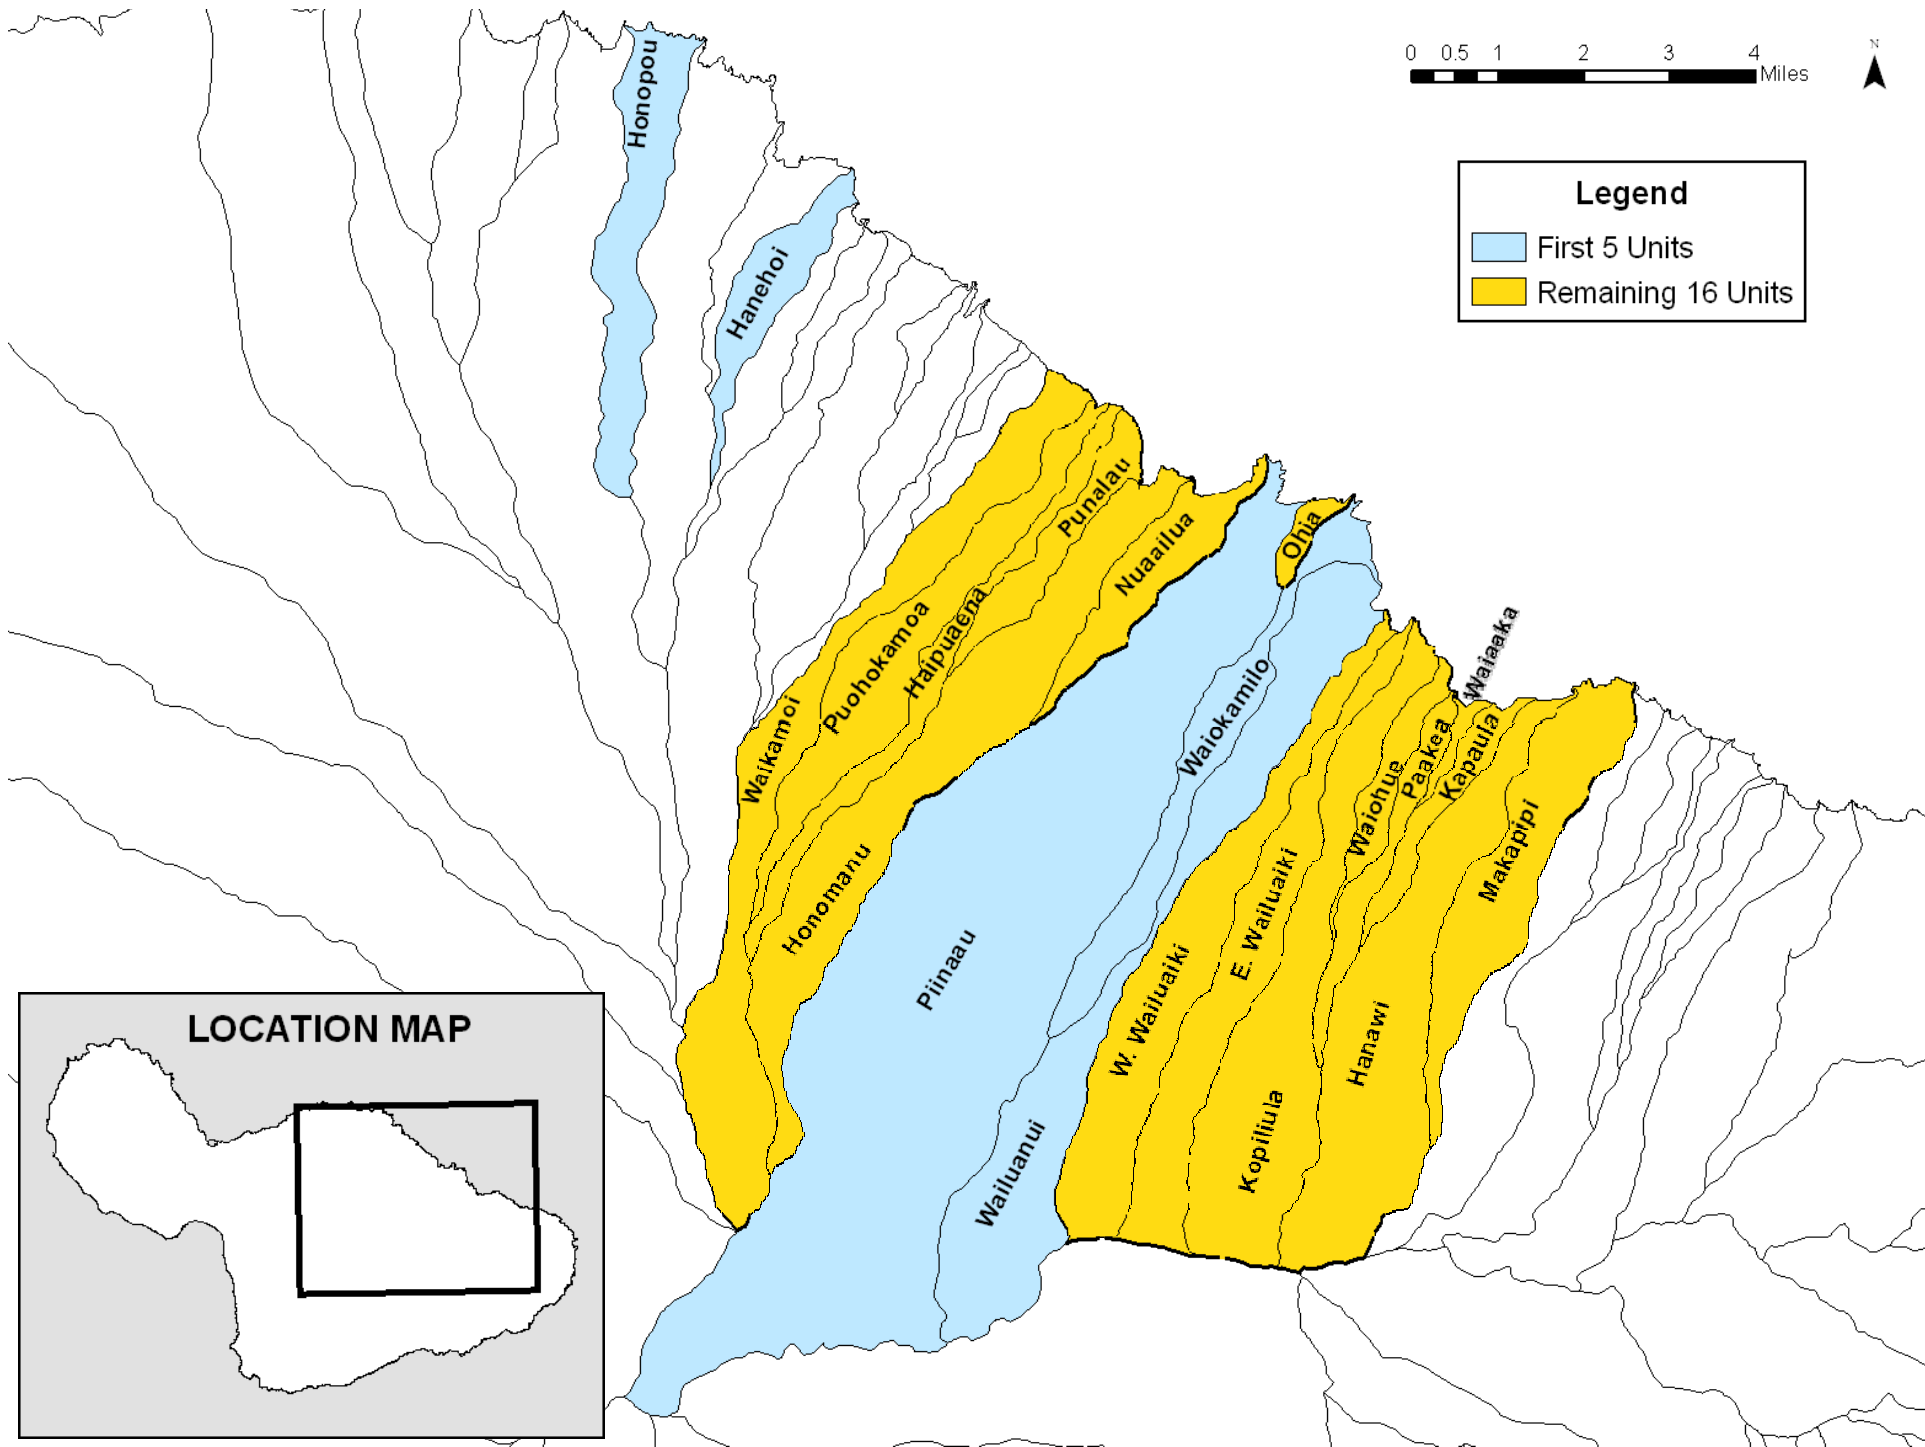 0 0.5 1 2 3 4
Miles
N
Legend
First 5 Units
Remaining 16 Units
Honopou
Hanehoi
Waikamoi
Puohokamoa
Haipuaena
Punalau
Honomanu
Nuaailua
Piinaau
Ohia
Waiokamilo
Wailuanui
W. Wailuaiki
E. Wailuaiki
Kopiliula
Waiohue
Paakea
Waiaaka
Kapaula
Hanawi
Makapipi
LOCATION MAP